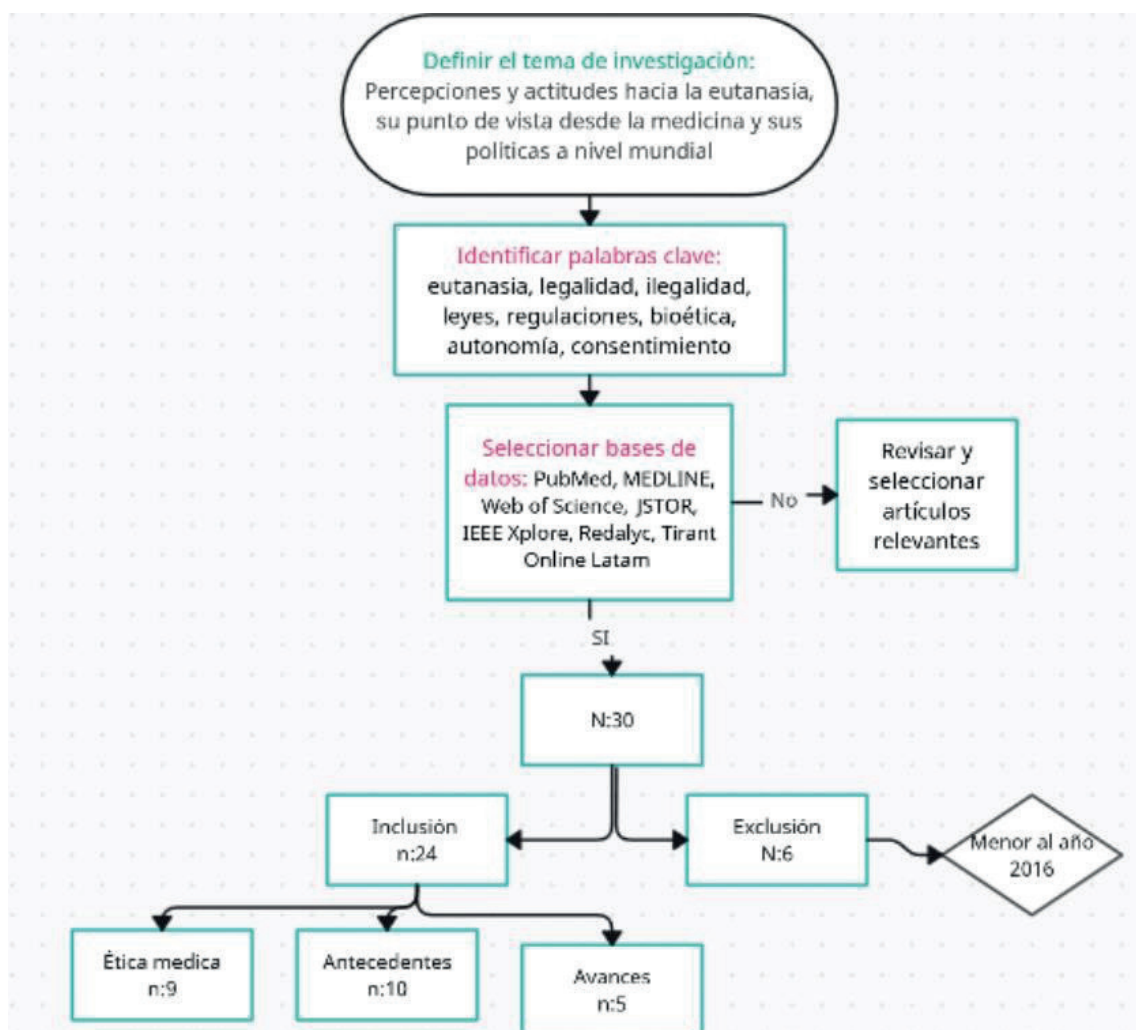 Definir el tema de investigación:
Percepciones y actitudes hacia la eutanasia,
su punto de vista desde la medicina y sus
politicas a nivel mundial
Identificar palabras clave:
eutanasia, legalidad, ilegalidad,
leyes, regulaciones, bioética,
autonomía, consentimiento
Seleccionar bases de
datos: PubMed, MEDLINE,
Web of Science, JSTOR,
IEEE Xplore, Redalyc, Tirant
Online Latam
No
Revisar y
seleccionar
artículos
relevantes
SI
N:30
Inclusión
n:24
Exclusión
N:6
Menor al año
2016
Ética medica
n:9
Antecedentes
n:10
Avances
n:5